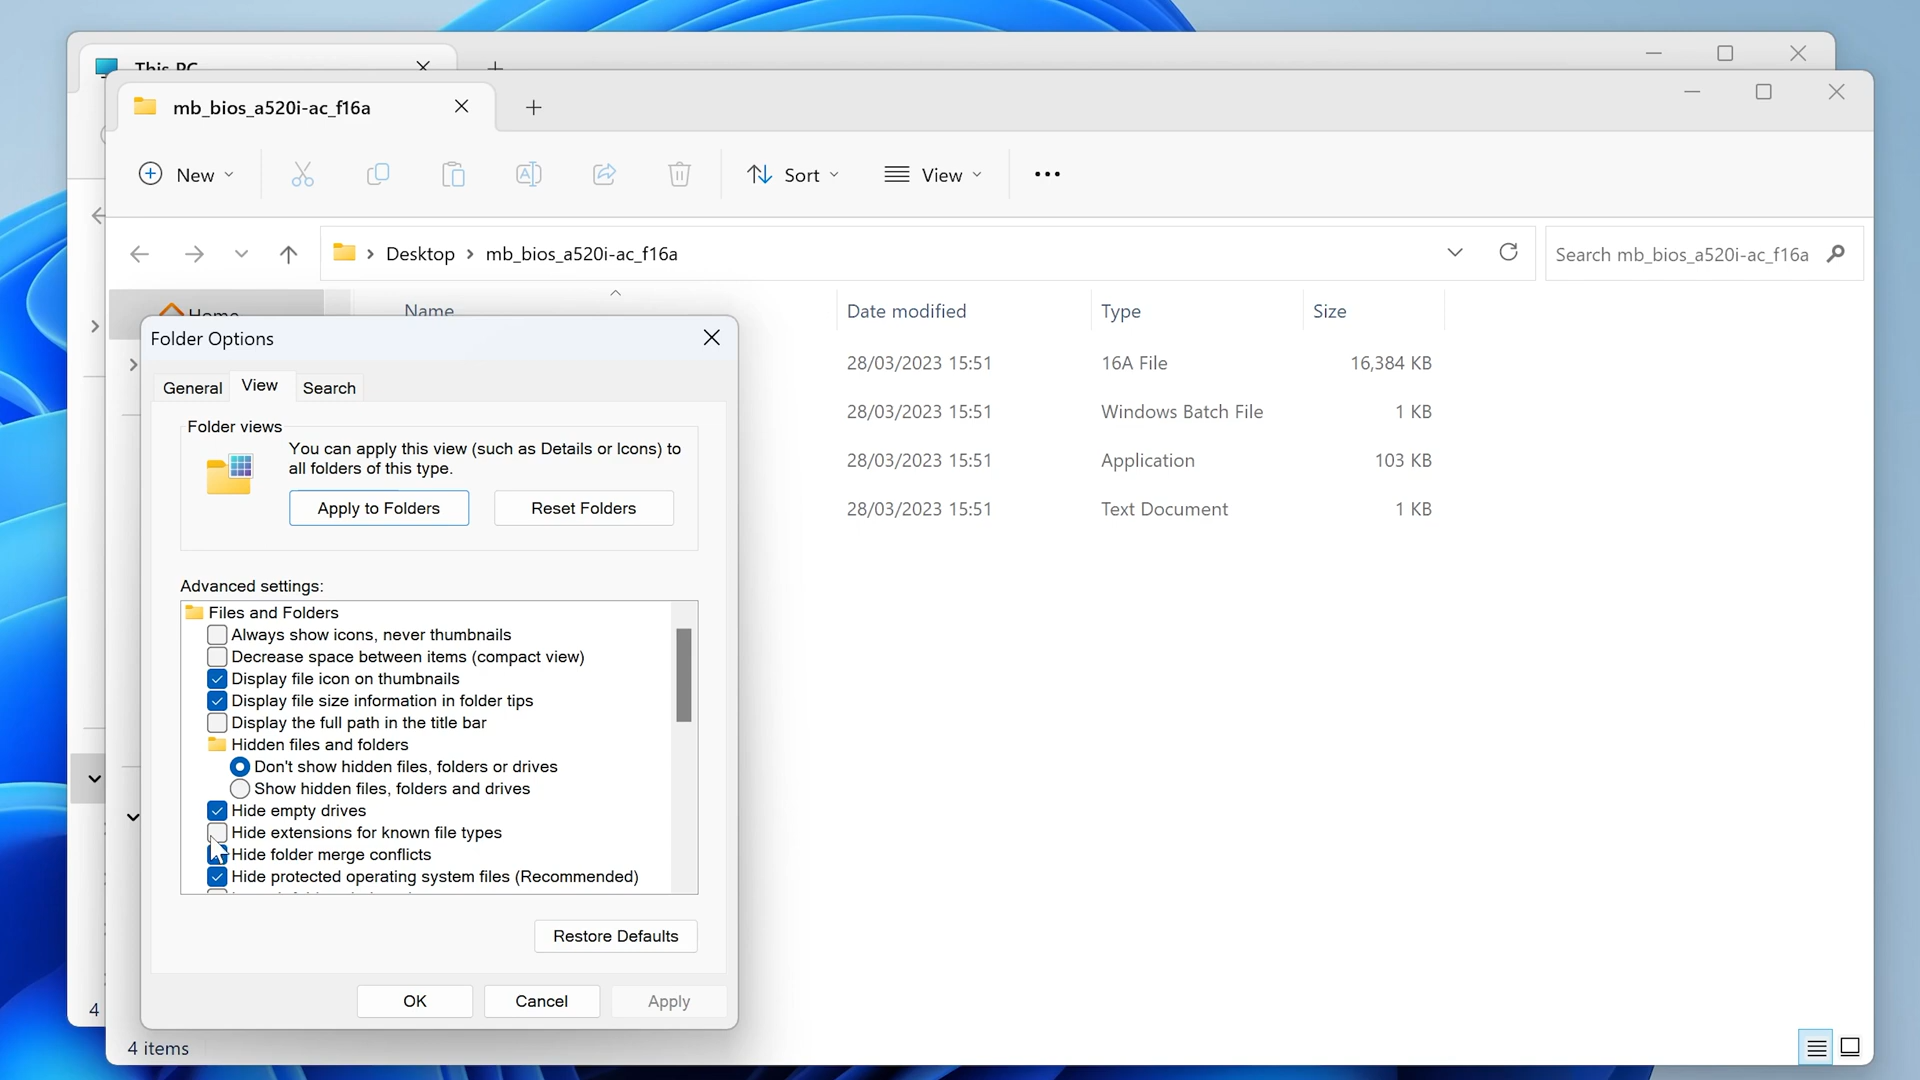 This PC
mb_bios_a520i-ac_f16a
New
Sort
View
Desktop
mb_bios_a520i-ac_f16a
Search mb_bios_a520i-ac_f16a
Home
Name
Date modified
Type
Size
28/03/2023 15:51
16A File
16,384 KB
28/03/2023 15:51
Windows Batch File
1 KB
28/03/2023 15:51
Application
103 KB
28/03/2023 15:51
Text Document
1 KB
Folder Options
General
View
Search
Folder views
You can apply this view (such as Details or Icons) to
all folders of this type.
Apply to Folders
Reset Folders
Advanced settings:
Files and Folders
Always show icons, never thumbnails
Decrease space between items (compact view)
Display file icon on thumbnails
Display file size information in folder tips
Display the full path in the title bar
Hidden files and folders
Don't show hidden files, folders or drives
Show hidden files, folders and drives
Hide empty drives
Hide extensions for known file types
Hide folder merge conflicts
Hide protected operating system files (Recommended)
Restore Defaults
OK
Cancel
Apply
4
4 items